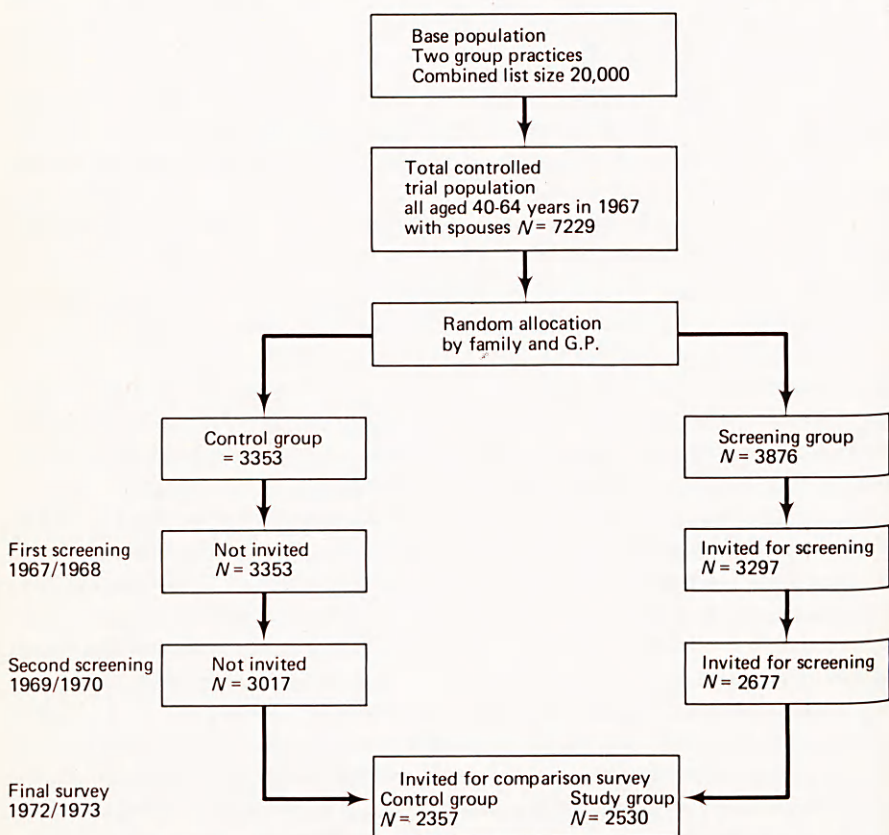 Base population
Two group practices
Combined list size 20,000
Total controlled
trial population
all aged 40-64 years in 1967
with spouses N = 7229
Random allocation
by family and G.P.
Control group
= 3353
Screening group
N = 3876
First screening
1967/1968
Not invited
N = 3353
Invited for screening
N = 3297
Second screening
1969/1970
Not invited
N = 3017
Invited for screening
N = 2677
Final survey
1972/1973
Invited for comparison survey
Control group
N = 2357
Study group
N = 2530